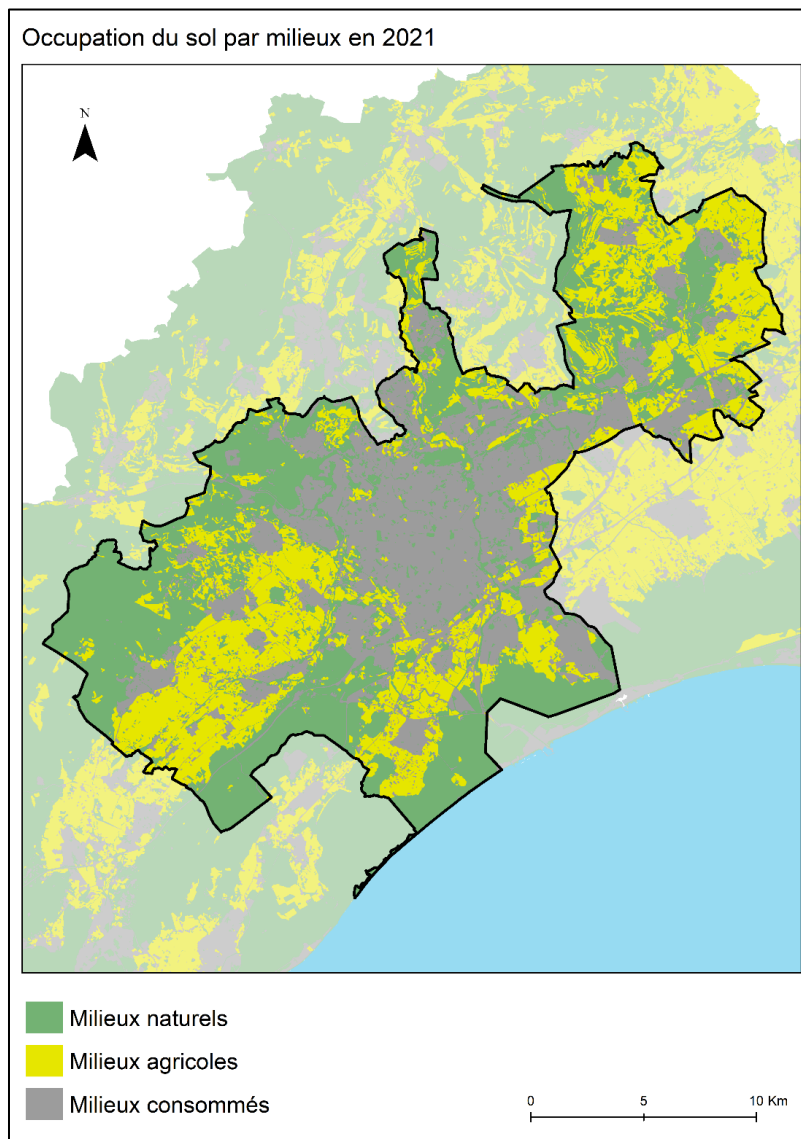 Occupation du sol par milieux en 2021
N
Milieux naturels
Milieux agricoles
Milieux consommés
0 5 10 Km